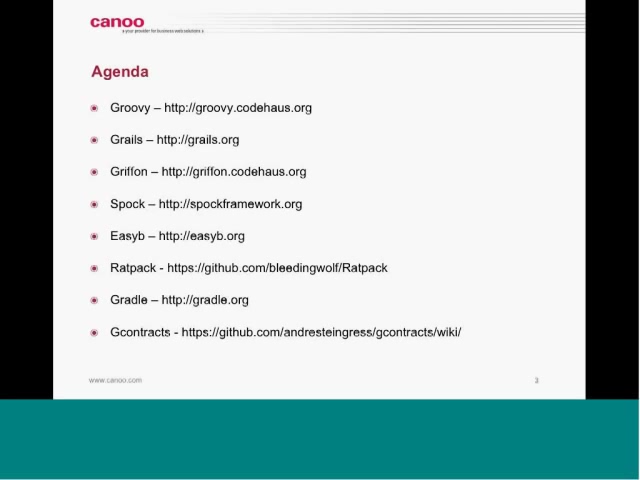 canoo
a your provider for business web solutions s
Agenda
Groovy – http://groovy.codehaus.org
Grails – http://grails.org
Griffon – http://griffon.codehaus.org
Spock – http://spockframework.org
Easyb – http://easyb.org
Ratpack - https://github.com/bleedingwolf/Ratpack
Gradle – http://gradle.org
Gcontracts - https://github.com/andresteingress/gcontracts/wiki/
www.canoo.com
3